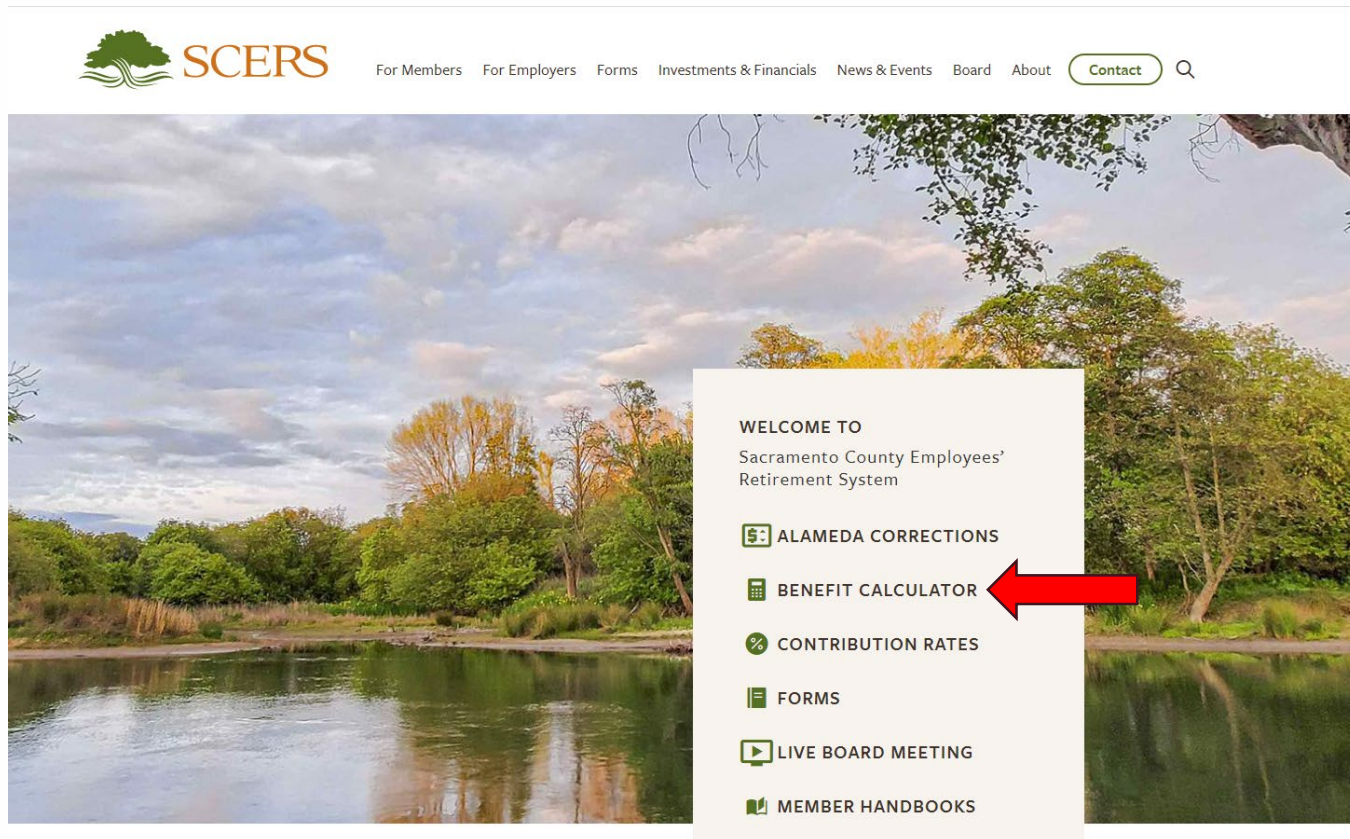 SCERS
For Members For Employers Forms Investments & Financials News & Events Board About Contact
WELCOME TO
Sacramento County Employees’
Retirement System
ALAMEDA CORRECTIONS
BENEFIT CALCULATOR
CONTRIBUTION RATES
FORMS
LIVE BOARD MEETING
MEMBER HANDBOOKS